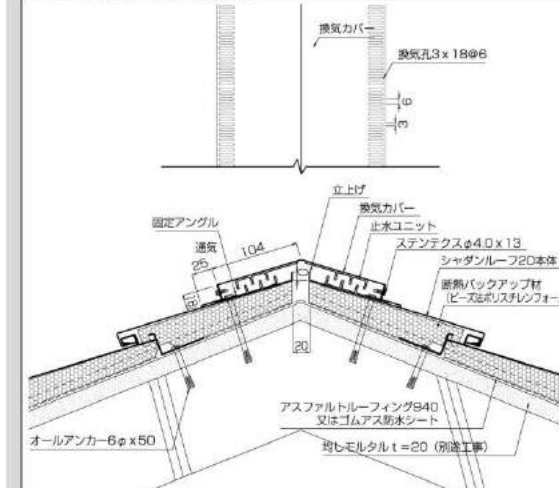 換気カバー
換気孔3x18@6
6
3
立上げ
換気カバー
固定アングル
止水ユニット
通気
ステンテクスφ4.0x13
104
シャダンルーフ20本体
25
断熱バックアップ材
(ビーズ法ポリスチレンフォー
18
20
アスファルトルーフィング940
又はゴムアス防水シート
オールアンカー6φx50
均しモルタルt=20(別途工事)